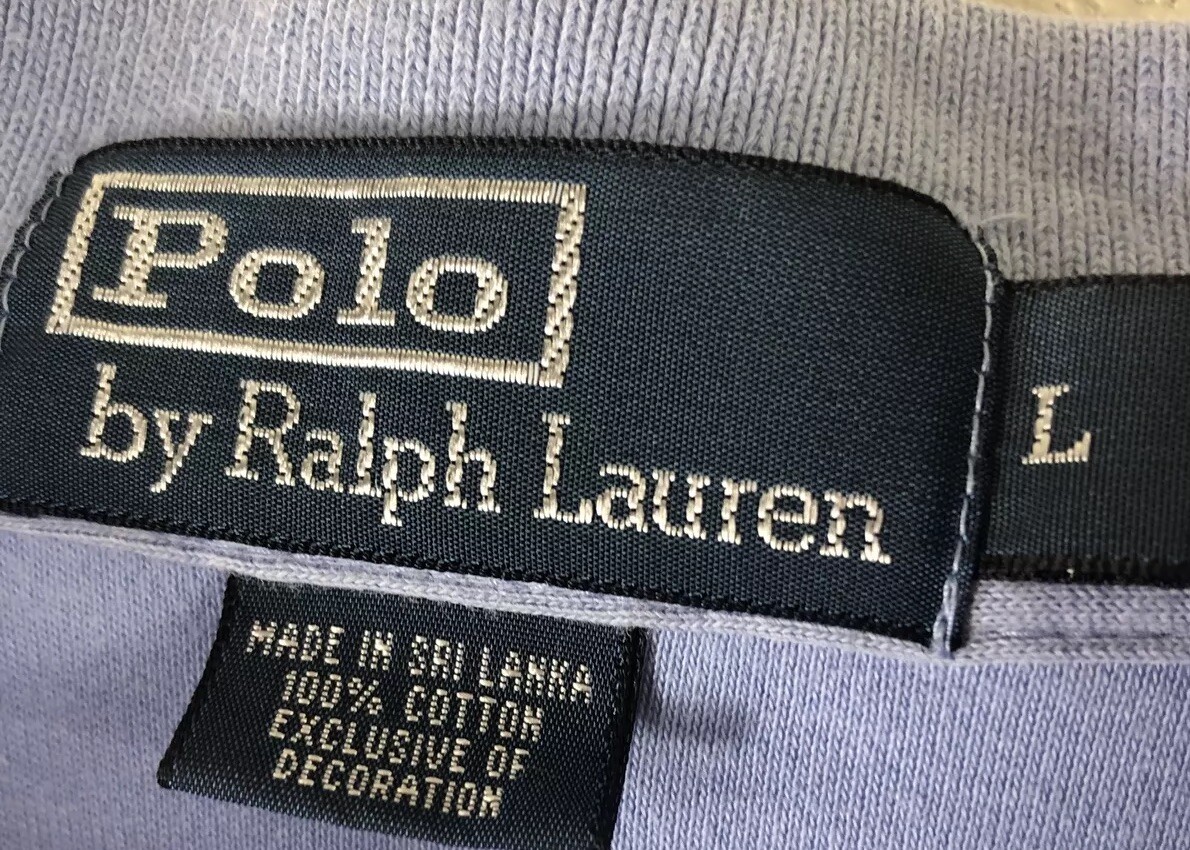 Polo
by Ralph Lauren
L
MADE IN SRI LANKA
100% COTTON
EXCLUSIVE OF
DECORATION